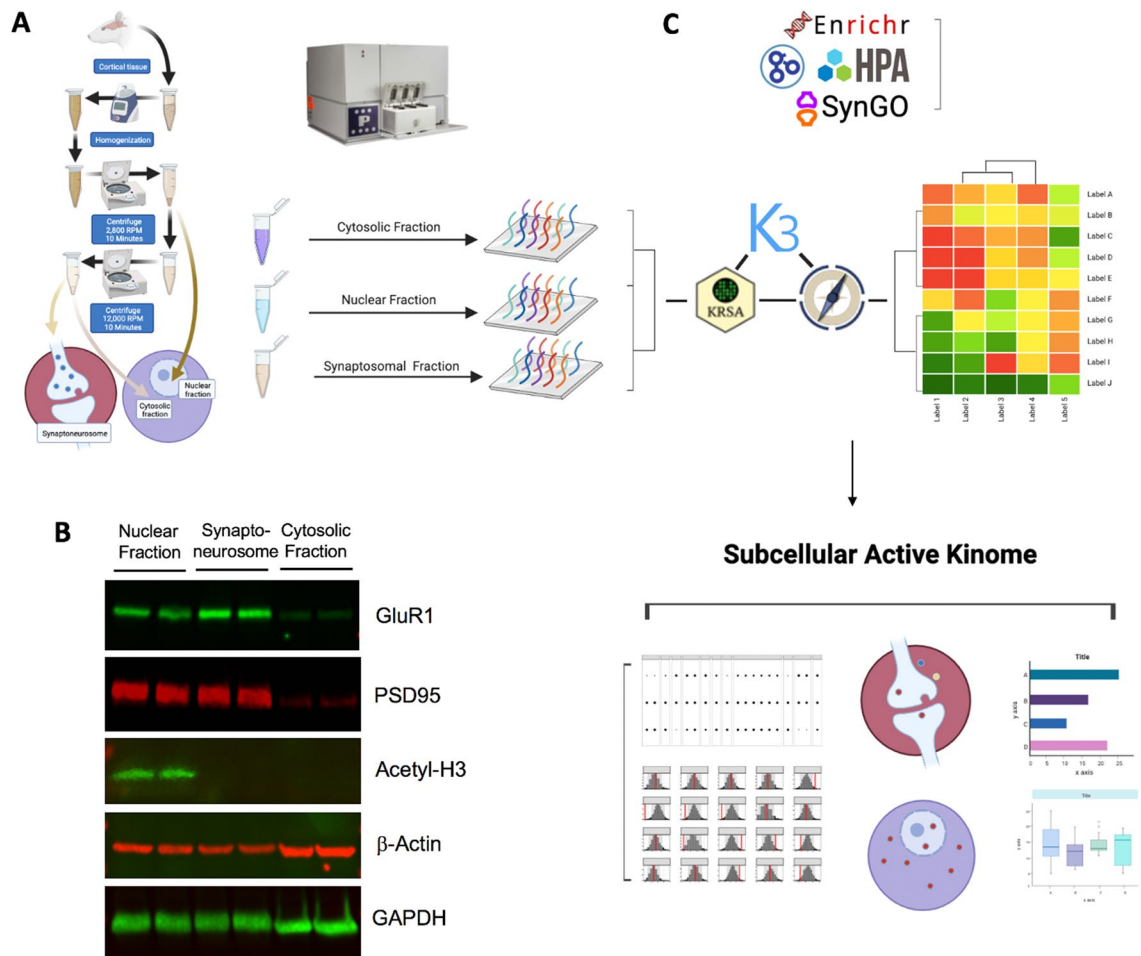 A
Cortical tissue
Homogenization
Centrifuge
2,800 RPM
10 Minutes
Centrifuge
12,000 RPM
10 Minutes
Nuclear
fraction
Cytosolic
fraction
Synaptoneurosome
P
Cytosolic Fraction
Nuclear Fraction
Synaptosomal Fraction
C
Enrichr
HPA
SynGO
K3
KRSA
Label A
Label B
Label C
Label D
Label E
Label F
Label G
Label H
Label I
Label J
Label 1
Label 2
Label 3
Label 4
Label 5
B
Nuclear
Fraction
Synapto-
neurosome
Cytosolic
Fraction
GluR1
PSD95
Acetyl-H3
β-Actin
GAPDH
Subcellular Active Kinome
Title
y axis
A
B
C
D
0 5 10 15 20 25
x axis
Title
x axis